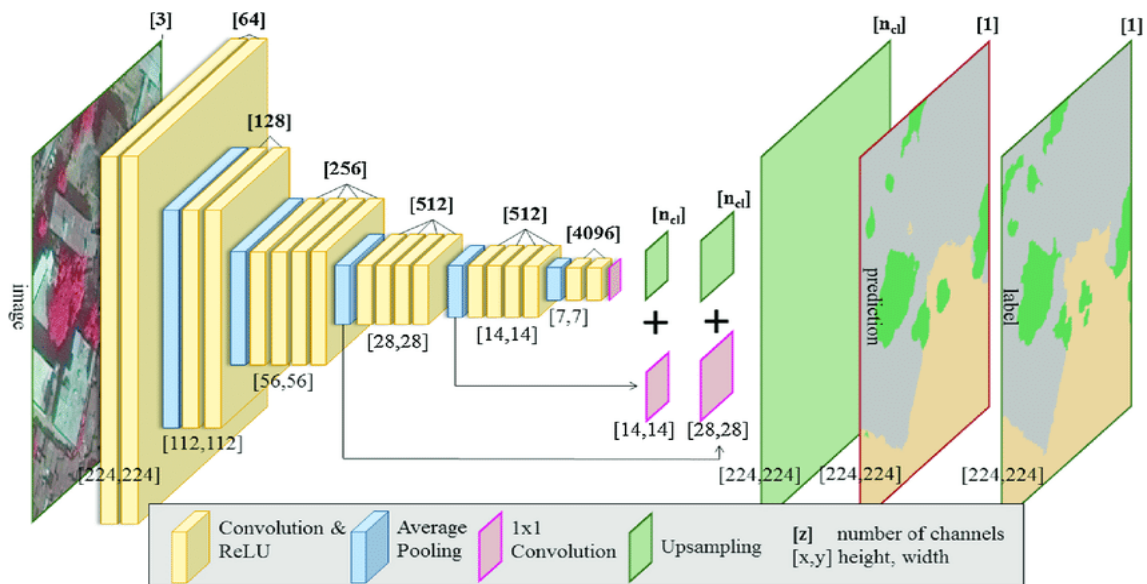 [3]
[64]
[128]
[256]
[512]
[512]
[4096]
[n_cl]
[n_cl]
[n_cl]
[1]
[1]
image
prediction
label
+
+
[224,224]
[112,112]
[56,56]
[28,28]
[14,14]
[7,7]
[14,14]
[28,28]
[224,224]
[224,224]
[224,224]
Convolution &
ReLU
Average
Pooling
1x1
Convolution
Upsampling
[z] number of channels
[x,y] height, width